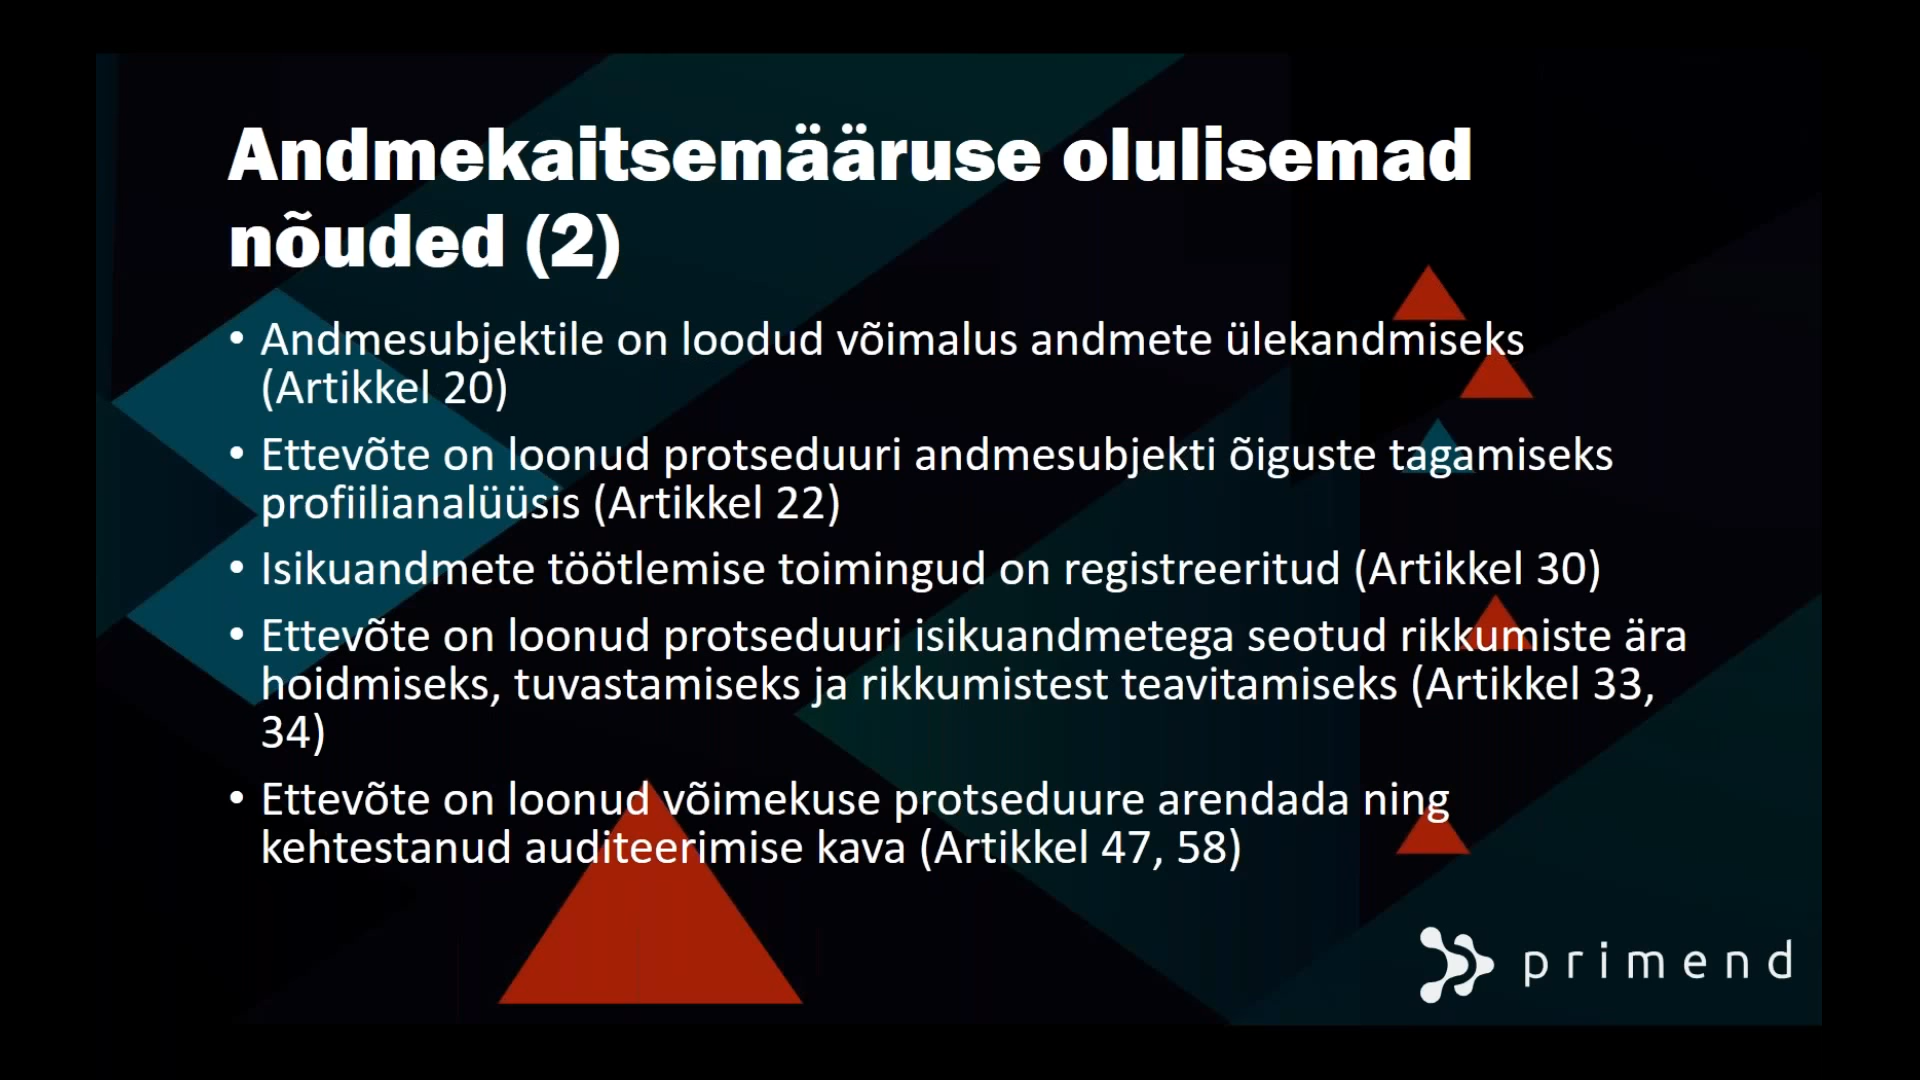 Andmekaitsemääruse olulisemad
nõuded (2)
• Andmesubjektile on loodud võimalus andmete ülekandmiseks
(Artikkel 20)
• Ettevõte on loonud protseduuri andmesubjekti õiguste tagamiseks
profiilianalüüsis (Artikkel 22)
• Isikuandmete töötlemise toimingud on registreeritud (Artikkel 30)
• Ettevõte on loonud protseduuri isikuandmetega seotud rikkumiste ära
hoidmiseks, tuvastamiseks ja rikkumistest teavitamiseks (Artikkel 33,
34)
• Ettevõte on loonud võimekuse protseduure arendada ning
kehtestanud auditeerimise kava (Artikkel 47, 58)
primend